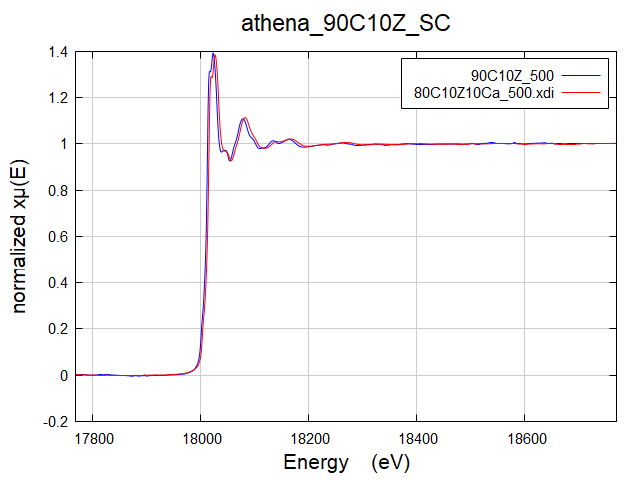 athena_90C10Z_SC
1.4
1.2
1
0.8
0.6
0.4
0.2
0
-0.2
normalized xμ(E)
90C10Z_500
80C10Z10Ca_500.xdi
17800 18000 18200 18400 18600
Energy (eV)